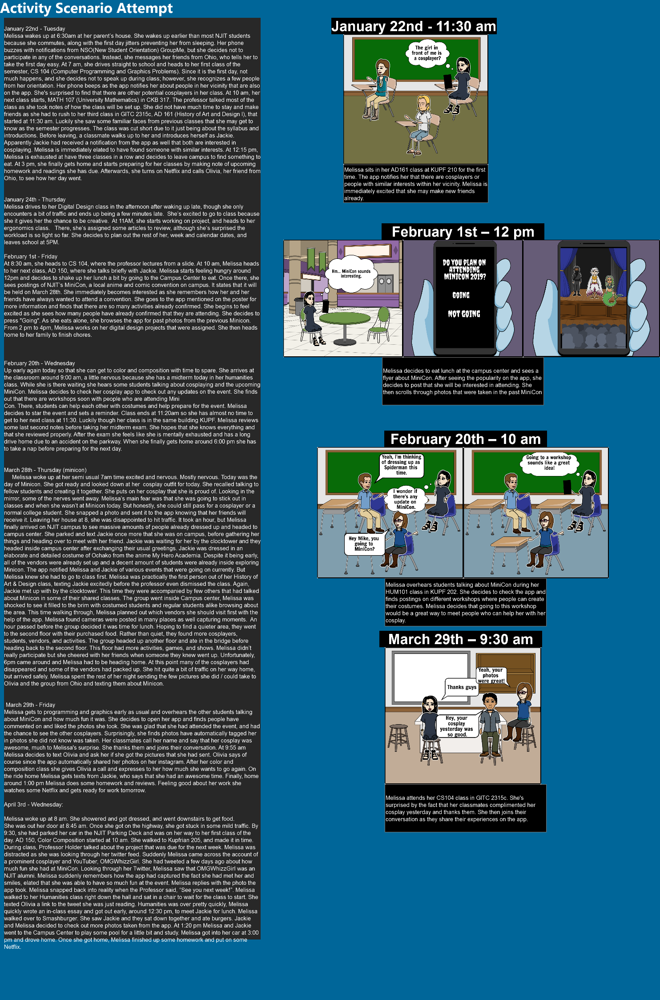 Activity Scenario Attempt
January 22nd - Tuesday
Melissa wakes up at 6:30am at her parent's house. She wakes up earlier than most NJIT students
because she commutes, along with the first day jitters preventing her from sleeping. Her phone
buzzes with notifications from NSO(New Student Orientation) GroupMe, but she decides not to
participate in any of the conversations. Instead, she messages her friends from Ohio, who tells her to
take the first day easy. At 7 am, she drives straight to school and heads to her first class of the
semester, CS 104 (Computer Programming and Graphics Problems). Since it is the first day, not
much happens, and she decides not to speak up during class; however, she recognizes a few people
from her orientation. Her phone beeps as the app notifies her about people in her vicinity that are also
on the app. She's surprised to find that there are other potential cosplayers in her class. At 10 am, her
next class starts, MATH 107 (University Mathematics) in CKB 317. The professor talked most of the
class as she took notes of how the class will be set up. She did not have much time to stay and make
friends as she had to rush to her third class in GITC 2315c, AD 161 (History of Art and Design I), that
started at 11:30 am. Luckily she saw some familiar faces from previous classes that she may get to
know as the semester progresses. The class was cut short due to it just being about the syllabus and
introductions. Before leaving, a classmate walks up to her and introduces herself as Jackie.
Apparently Jackie had received a notification from the app as well that both are interested in
cosplaying. Melissa is immediately elated to have found someone with similar interests. At 12:15 pm,
Melissa is exhausted at have three classes in a row and decides to leave campus to find something to
eat. At 3 pm, she finally gets home and starts preparing for her classes by making note of upcoming
homework and readings she has due. Afterwards, she turns on Netflix and calls Olivia, her friend from
Ohio, to see how her day went.
January 24th - Thursday
Melissa drives to her Digital Design class in the afternoon after waking up late, though she only
encounters a bit of traffic and ends up being a few minutes late.  She's excited to go to class because
she it gives her the chance to be creative.  At 11AM, she starts working on project, and heads to her
ergonomics class.   There, she's assigned some articles to review, although she's surprised the
workload is so light so far. She decides to plan out the rest of her, week and calendar dates, and
leaves school at 5PM.
February 1st - Friday
At 8:30 am, she heads to CS 104, where the professor lectures from a slide. At 10 am, Melissa heads
to her next class, AD 150, where she talks briefly with Jackie. Melissa starts feeling hungry around
12pm and decides to shake up her lunch a bit by going to the Campus Center to eat. Once there, she
sees postings of NJIT's MiniCon, a local anime and comic convention on campus. It states that it will
be held on March 28th. She immediately becomes interested as she remembers how her and her
friends have always wanted to attend a convention. She goes to the app mentioned on the poster for
more information and finds that there are so many activities already confirmed. She begins to feel
excited as she sees how many people have already confirmed that they are attending. She decides to
press "Going". As she eats alone, she browses the app for past photos from the previous Minicon.
From 2 pm to 4pm, Melissa works on her digital design projects that were assigned. She then heads
home to her family to finish chores.
February 20th - Wednesday
Up early again today so that she can get to color and composition with time to spare. She arrives at
the classroom around 9:00 am, a little nervous because she has a midterm today in her humanities
class. While she is there waiting she hears some students talking about cosplaying and the upcoming
MiniCon. Melissa decides to check her cosplay app to check out any updates on the event. She finds
out that there are workshops soon with people who are attending Mini
Con. There, students can help each other with costumes and help prepare for the event. Melissa
decides to star the event and sets a reminder. Class ends at 11:20am so she has almost no time to
get to her next class at 11:30. Luckily though her class is in the same building KUPF. Melissa reviews
some last second notes before taking her midterm exam. She hopes that she knows everything and
that she reviewed properly. After the exam she feels like she is mentally exhausted and has a long
drive home due to an accident on the parkway. When she finally gets home around 6:00 pm she has
to take a nap before preparing for the next day.
March 28th - Thursday (minicon)
Melissa woke up at her semi usual 7am time excited and nervous. Mostly nervous. Today was the
day of Minicon. She got ready and looked down at her  cosplay outfit for today. She recalled talking to
fellow students and creating it together. She puts on her cosplay that she is proud of. Looking in the
mirror, some of the nerves went away. Melissa's main fear was that she was going to stick out in
classes and when she wasn't at Minicon today. But honestly, she could still pass for a cosplayer or a
normal college student. She snapped a photo and sent it to the app knowing that her friends will
receive it. Leaving her house at 8, she was disappointed to hit traffic. It took an hour, but Melissa
finally arrived on NJIT campus to see massive amounts of people already dressed up and headed to
campus center. She parked and text Jackie once more that she was on campus, before gathering her
things and heading over to meet with her friend. Jackie was waiting for her by the clocktower and they
headed inside campus center after exchanging their usual greetings. Jackie was dressed in an
elaborate and detailed costume of Ochako from the anime My Hero Academia. Despite it being early,
all of the vendors were already set up and a decent amount of students were already inside exploring
Minicon. The app notified Melissa and Jackie of various events that were going on currently. But
Melissa knew she had to go to class first. Melissa was practically the first person out of her History of
Art & Design class, texting Jackie excitedly before the professor even dismissed the class. Again,
Jackie met up with by the clocktower. This time they were accompanied by few others that had talked
about Minicon in some of their shared classes. The group went inside Campus center, Melissa was
shocked to see it filled to the brim with costumed students and regular students alike browsing about
the area. This time walking through, Melissa planned out which vendors she should visit first with the
help of the app. Melissa found cameras were posted in many places as well capturing moments.  An
hour passed before the group decided it was time for lunch. Hoping to find a quieter area, they went
to the second floor with their purchased food. Rather than quiet, they found more cosplayers,
students, vendors, and activities. The group headed up another floor and ate in the bridge before
heading back to the second floor. This floor had more activities, games, and shows. Melissa didn't
really participate but she cheered with her friends when someone they knew went up. Unfortunately,
6pm came around and Melissa had to be heading home. At this point many of the cosplayers had
disappeared and some of the vendors had packed up. She hit quite a bit of traffic on her way home,
but arrived safely. Melissa spent the rest of her night sending the few pictures she did / could take to
Olivia and the group from Ohio and texting them about Minicon.
March 29th - Friday
Melissa gets to programming and graphics early as usual and overhears the other students talking
about MiniCon and how much fun it was. She decides to open her app and finds people have
commented on and liked the photos she took. She was glad that she had attended the event, and had
the chance to see the other cosplayers. Surprisingly, she finds photos have automatically tagged her
in photos she did not know was taken. Her classmates call her name and say that her cosplay was
awesome, much to Melissa's surprise. She thanks them and joins their conversation. At 9:55 am
Melissa decides to text Olivia and ask her if she got the pictures that she had sent. Olivia says of
course since the app automatically shared her photos on her instagram. After her color and
composition class she gives Olivia a call and expresses to her how much she wants to go again. On
the ride home Melissa gets texts from Jackie, who says that she had an awesome time. Finally, home
around 1:00 pm Melissa does some homework and reviews. Feeling good about her work she
watches some Netflix and gets ready for work tomorrow.
April 3rd - Wednesday:
Melissa woke up at 8 am. She showered and got dressed, and went downstairs to get food.
She was out her door at 8:45 am. Once she got on the highway, she got stuck in some mild traffic. By
9:30, she had parked her car in the NJIT Parking Deck and was on her way to her first class of the
day. AD 150, Color Composition started at 10 am. She walked to Kupfrian 205, and made it in time.
During class, Professor Holder talked about the project that was due for the next week. Melissa was
distracted as she was looking through her twitter feed. Suddenly Melissa came across the account of
a prominent cosplayer and YouTuber, OMGWhizzGirl. She had tweeted a few days ago about how
much fun she had at MiniCon. Looking through her Twitter, Melissa saw that OMGWhizzGirl was an
NJIT alumni. Melissa suddenly remembers how the app had captured the fact she had met her and
smiles, elated that she was able to have so much fun at the event. Melissa replies with the photo the
app took. Melissa snapped back into reality when the Professor said, “See you next week!”. Melissa
walked to her Humanities class right down the hall and sat in a chair to wait for the class to start. She
texted Olivia a link to the tweet she was just reading. Humanities was over pretty quickly, Melissa
quickly wrote an in-class essay and got out early, around 12:30 pm, to meet Jackie for lunch. Melissa
walked over to Smashburger. She saw Jackie and they sat down together and ate burgers. Jackie
and Melissa decided to check out more photos taken from the app. At 1:20 pm Melissa and Jackie
went to the Campus Center to play some pool for a little bit and study. Melissa got into her car at 3:00
pm and drove home. Once she got home, Melissa finished up some homework and put on some
Netflix.
January 22nd - 11:30 am
The girl in
front of me is
a cosplayer?
Melissa sits in her AD161 class at KUPF 210 for the first
time. The app notifies her that there are cosplayers or
people with similar interests within her vicinity. Melissa is
immediately excited that she may make new friends
already.
February 1st – 12 pm
Hm... MiniCon sounds
interesting.
DO YOU PLAN ON
ATTENDING
MINICON 2019?
GOING
NOT GOING
Melissa decides to eat lunch at the campus center and sees a
flyer about MiniCon. After seeing the popularity on the app, she
decides to post that she will be interested in attending. She
then scrolls through photos that were taken in the past MiniCon
February 20th – 10 am
Yeah, I'm thinking
of dressing up as
Spiderman this
time.
I wonder if
there's any
update on
MiniCon.
Hey Mike, you
going to
MiniCon?
Going to a workshop
sounds like a great
idea!
Melissa overhears students talking about MiniCon during her
HUM101 class in KUPF 202. She decides to check the app and
finds postings on different workshops where people can create
their costumes. Melissa decides that going to this workshop
would be a great way to meet people who can help her with her
cosplay.
March 29th – 9:30 am
Yeah, your
photos
were great!
Thanks guys
Hey, your
cosplay
yesterday was
so good.
Melissa attends her CS104 class in GITC 2315c. She's
surprised by the fact that her classmates complimented her
cosplay yesterday and thanks them. She then joins their
conversation as they share their experiences on the app.